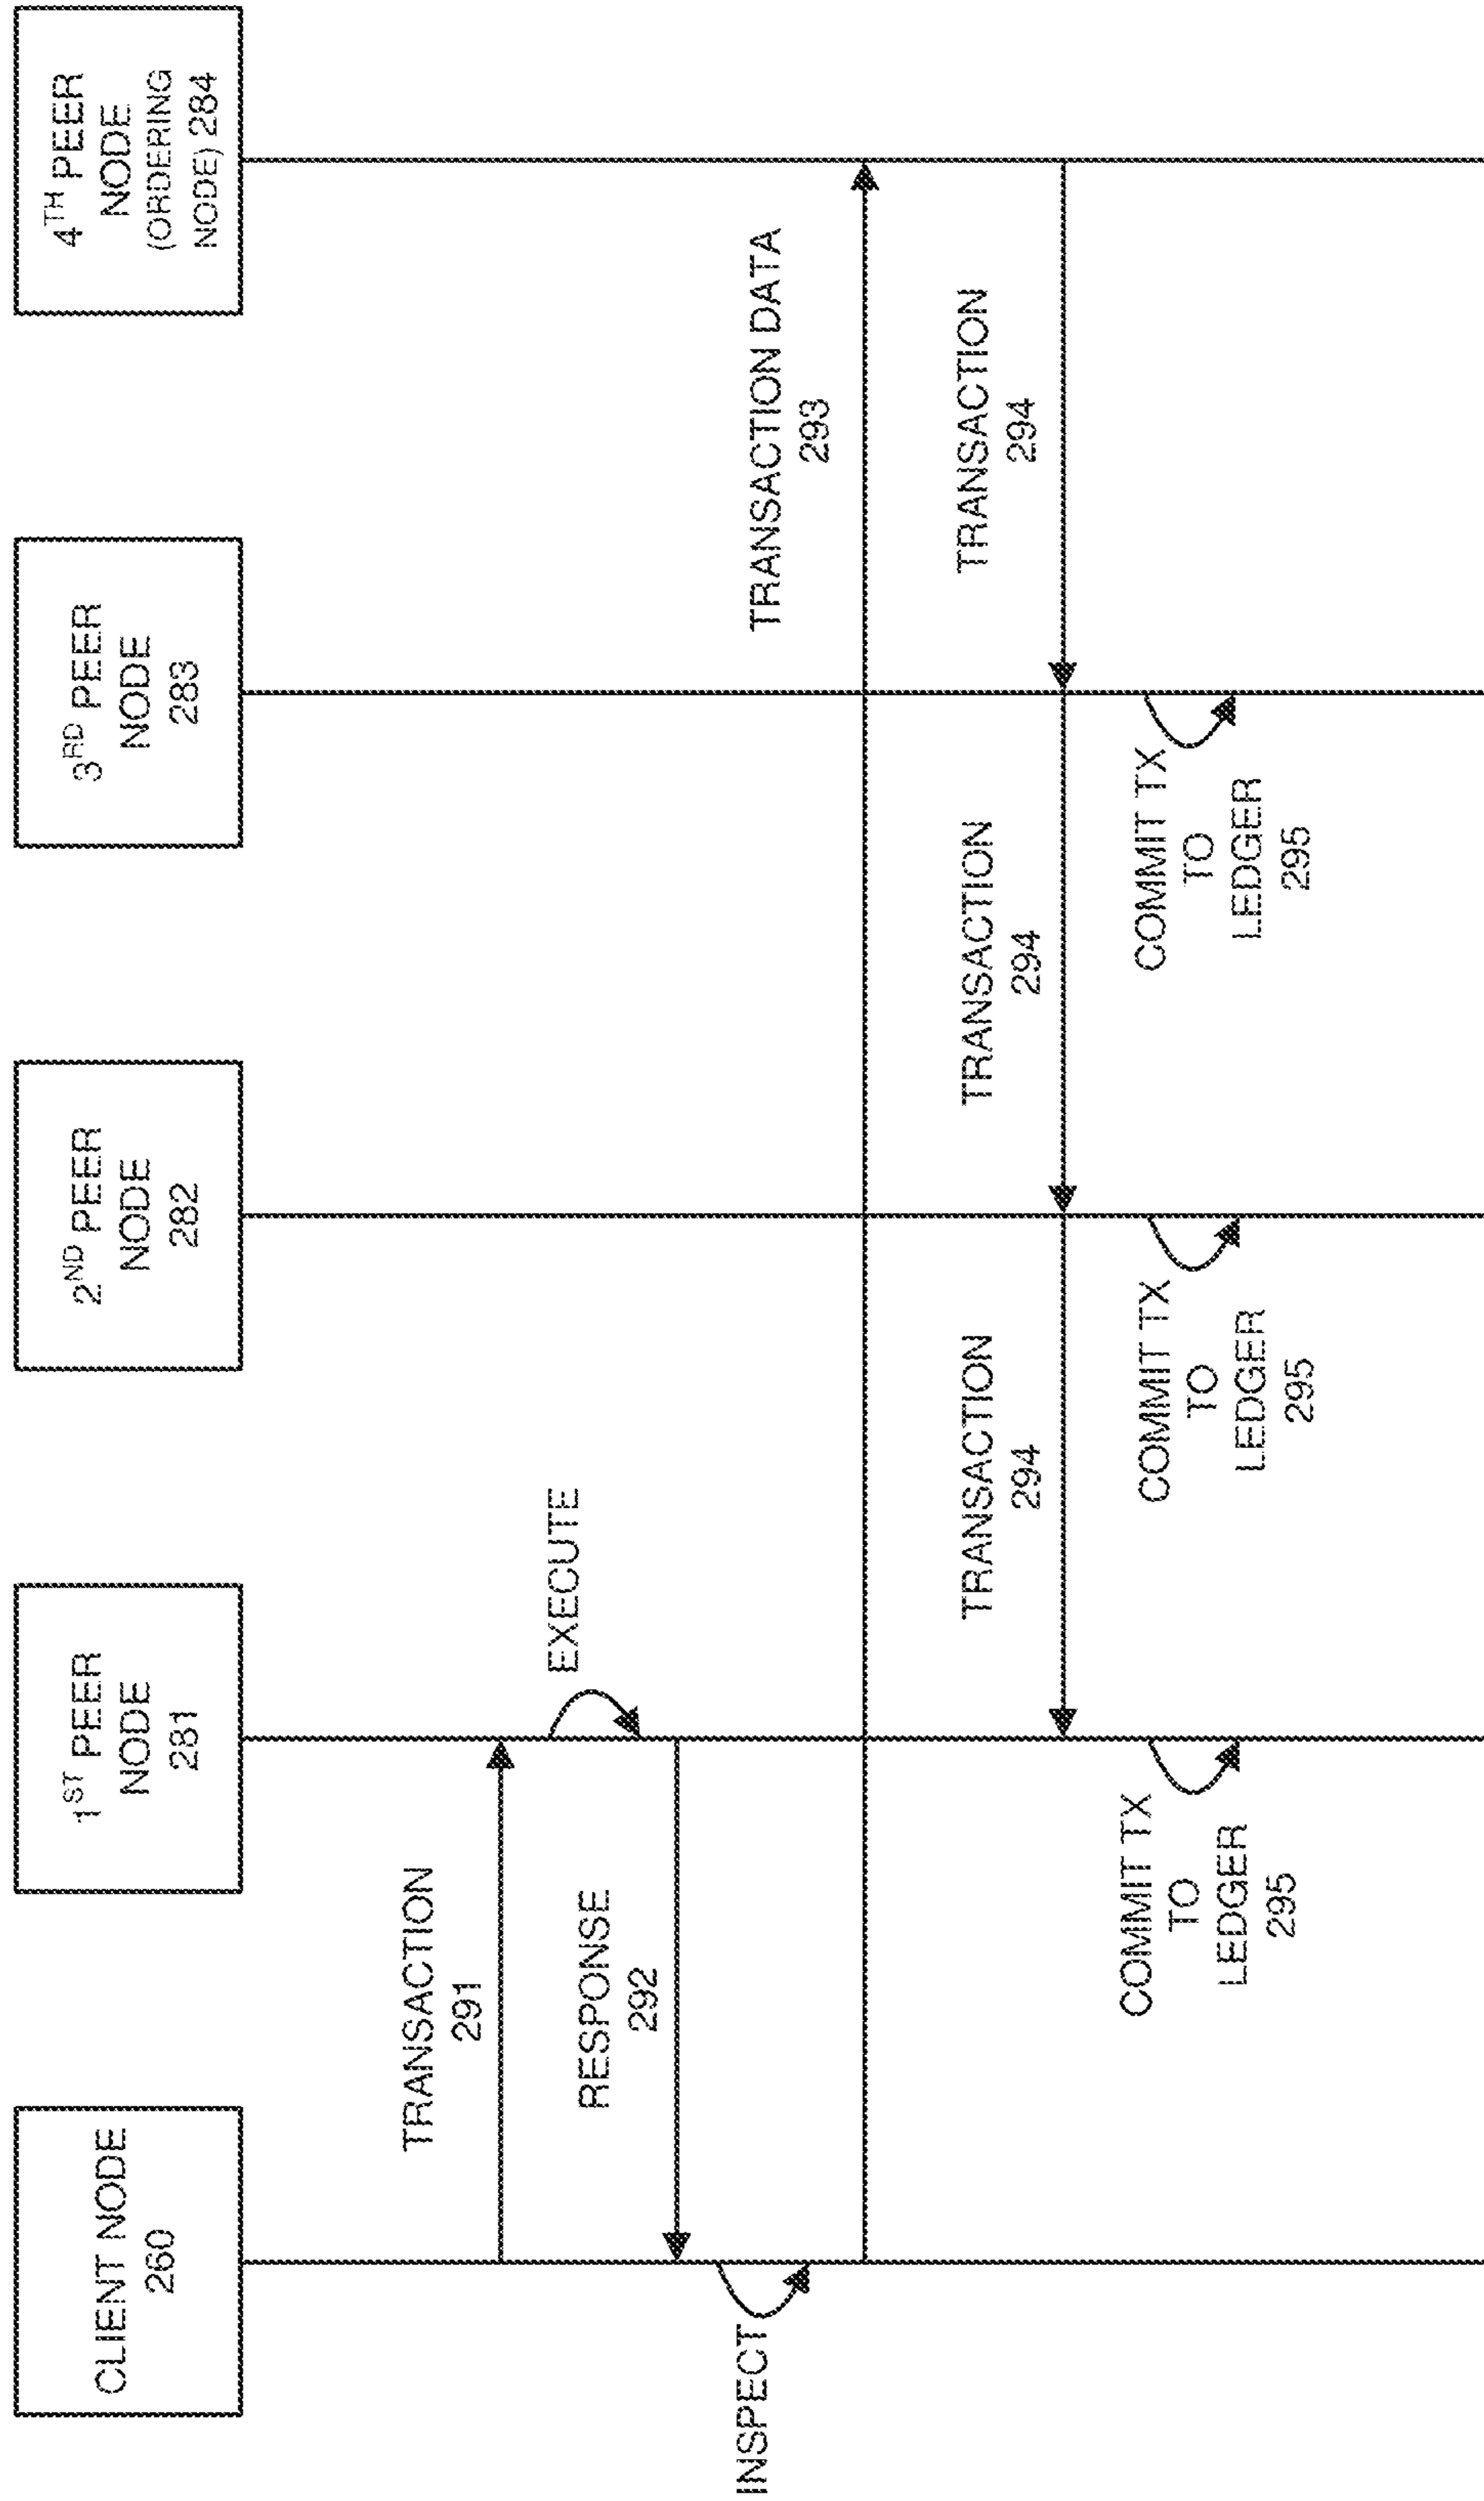 CLIENT NODE
260
1ST PEER
NODE
281
2ND PEER
NODE
282
3RD PEER
NODE
283
4TH PEER
NODE
(ORDERING
NODE) 284
TRANSACTION
291
EXECUTE
RESPONSE
292
INSPECT
TRANSACTION DATA
293
TRANSACTION
294
TRANSACTION
294
TRANSACTION
294
COMMIT TX
TO
LEDGER
295
COMMIT TX
TO
LEDGER
295
COMMIT TX
TO
LEDGER
295